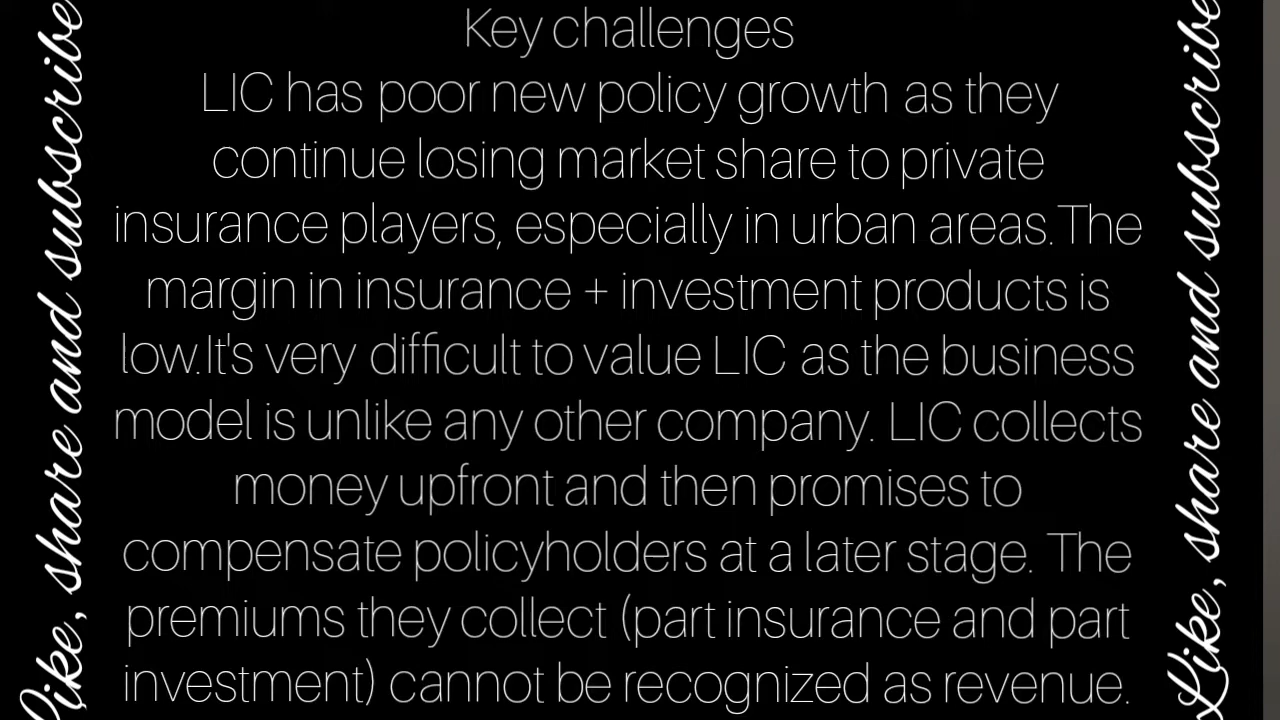 Key challenges
LIC has poor new policy growth as they
continue losing market share to private
insurance players, especially in urban areas.The
margin in insurance + investment products is
low.It's very difficult to value LIC as the business
model is unlike any other company. LIC collects
money upfront and then promises to
compensate policyholders at a later stage. The
premiums they collect (part insurance and part
investment) cannot be recognized as revenue.
Like, share and subscribe
Like, share and subscribe